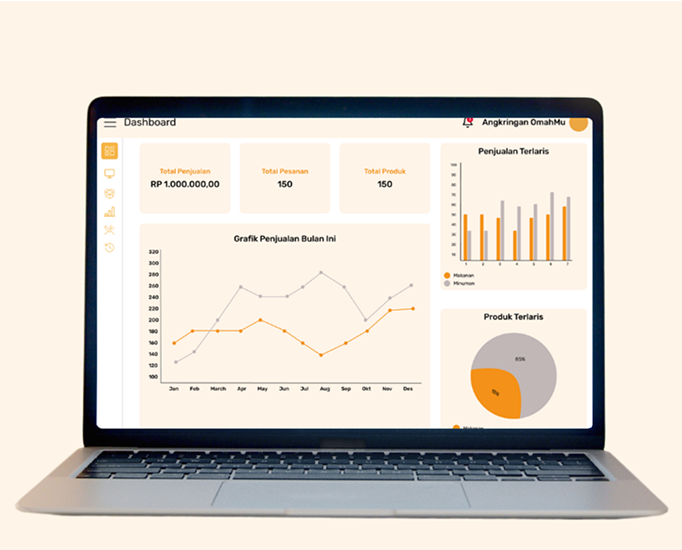 Dashboard
Angkringan OmahMu
Total Penjualan
RP 1.000.000,00
Total Pesanan
150
Total Produk
150
Penjualan Terlaris
100
90
80
70
60
50
40
30
20
10
1 2 3 4 5 6 7
Makanan
Minuman
Grafik Penjualan Bulan Ini
320
300
280
260
240
220
200
180
160
140
120
100
Jan Feb March Apr May Jun Jul Aug Sep Okt Nov Des
Produk Terlaris
85%